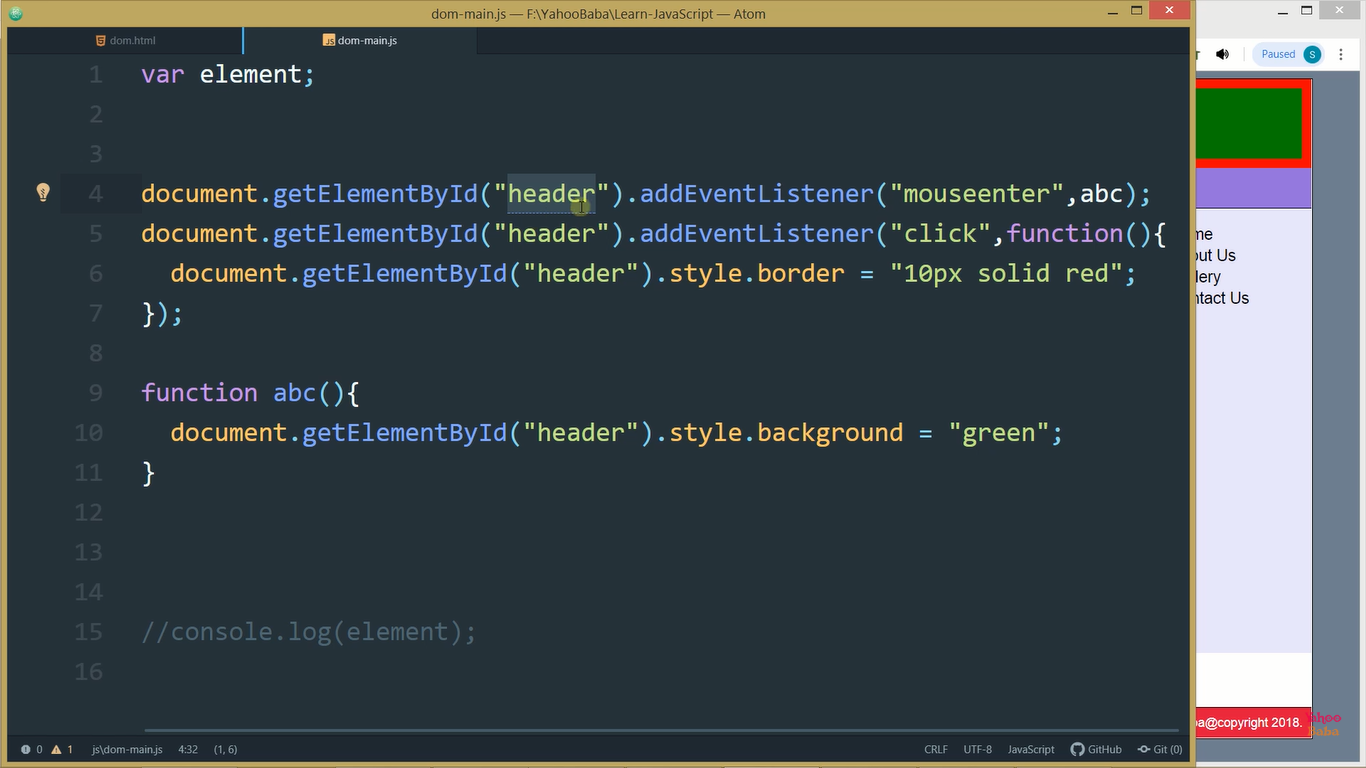 dom-main.js — F:\YahooBaba\Learn-JavaScript — Atom
dom.html
dom-main.js
1 var element;
2
3
4 document.getElementById("header").addEventListener("mouseenter",abc);
5 document.getElementById("header").addEventListener("click",function(){
6 document.getElementById("header").style.border = "10px solid red";
7 });
8
9 function abc(){
10 document.getElementById("header").style.background = "green";
11 }
12
13
14
15 //console.log(element);
16
0 1 js\dom-main.js 4:32 (1, 6) CRLF UTF-8 JavaScript GitHub Git (0)
Paused S
me
out Us
lery
ntact Us
ba@copyright 2018.
Yahoo
Baba